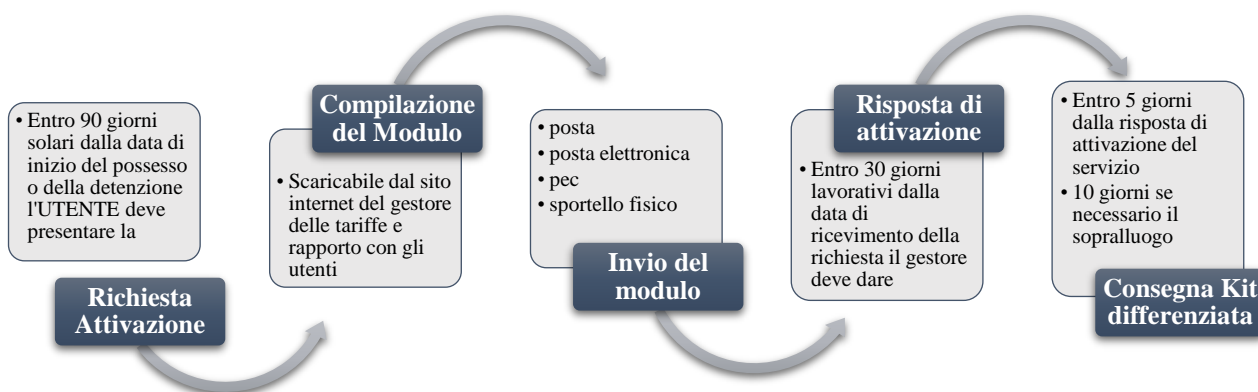 • Entro 90 giorni
solari dalla data di
inizio del possesso
o della detenzione
l'UTENTE deve
presentare la
Richiesta
Attivazione
Compilazione
del Modulo
• Scaricabile dal sito
internet del gestore
delle tariffe e
rapporto con gli
utenti
• posta
• posta elettronica
• pec
• sportello fisico
Invio del
modulo
Risposta di
attivazione
• Entro 30 giorni
lavorativi dalla
data di
ricevimento della
richiesta il gestore
deve dare
• Entro 5 giorni
dalla risposta di
attivazione del
servizio
• 10 giorni se
necessario il
sopralluogo
Consegna Kit
differenziata